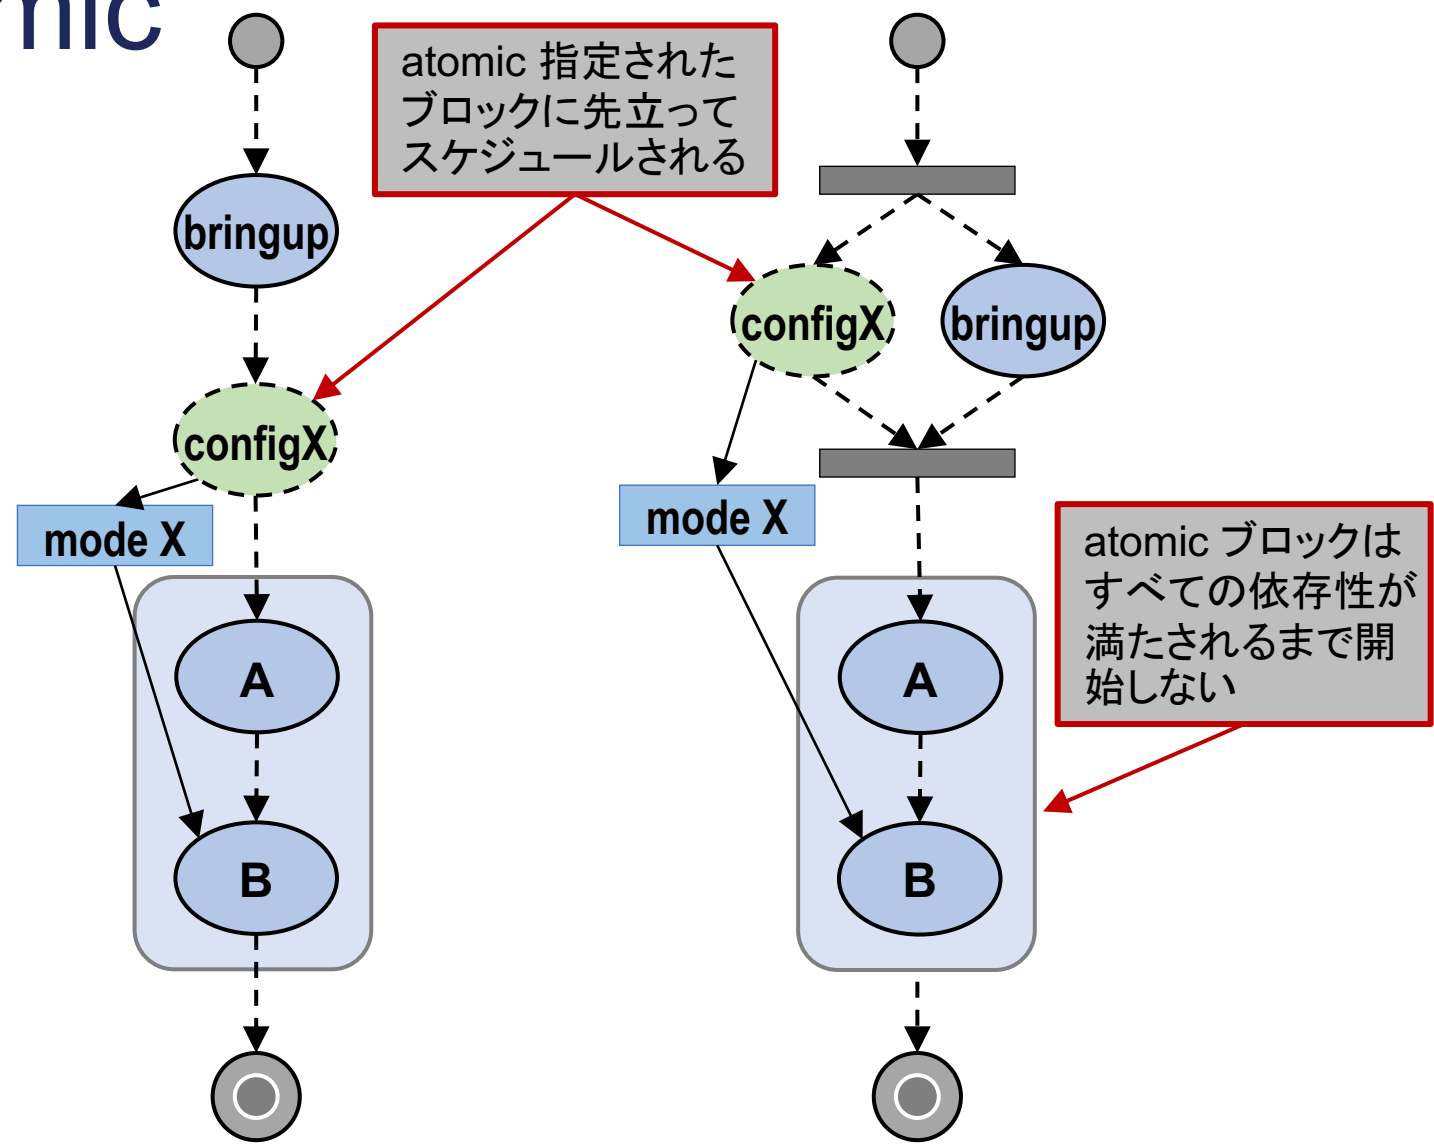 mic
atomic 指定された
ブロックに先立って
スケジュールされる
bringup
configX
mode X
A
B
configX
bringup
mode X
A
B
atomic ブロックは
すべての依存性が
満たされるまで開
始しない